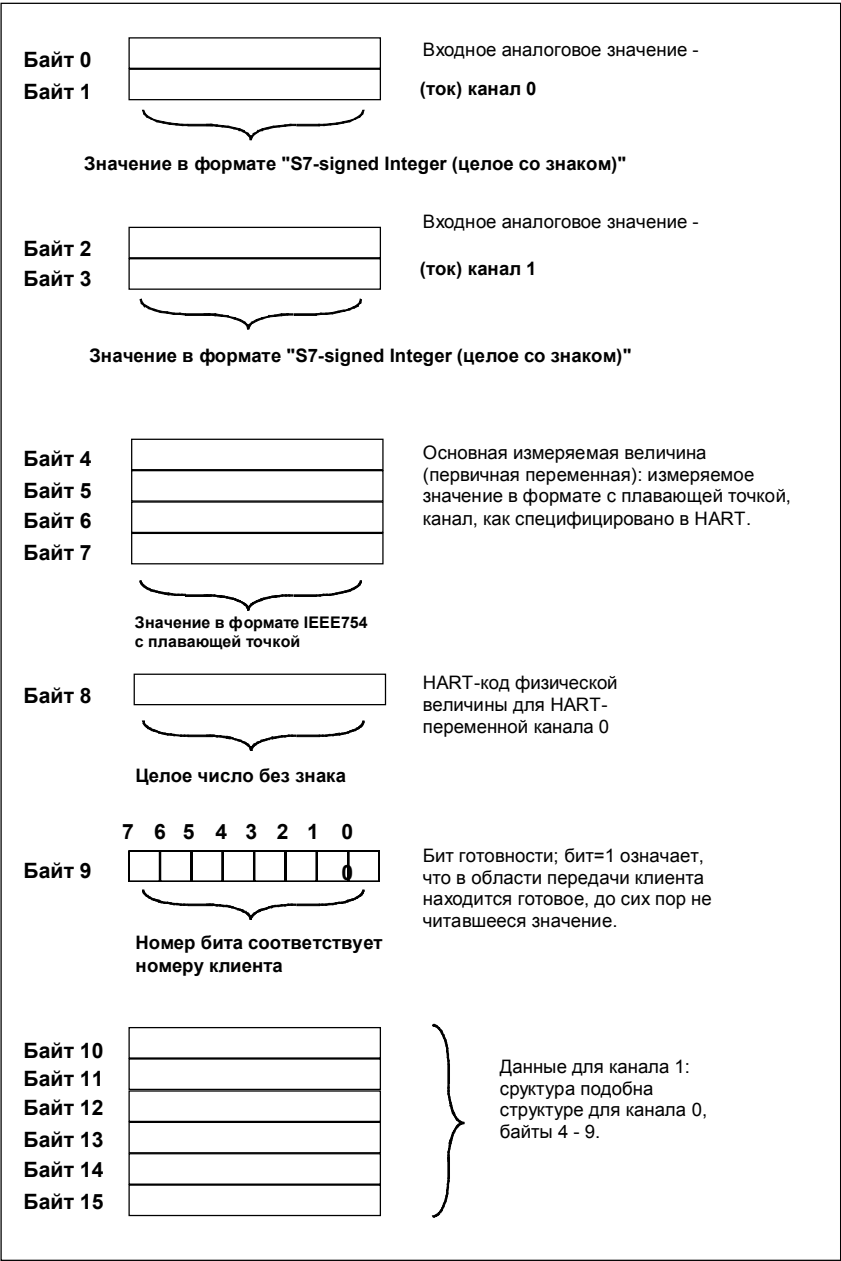 Байт 0
Входное аналоговое значение -
Байт 1
(ток) канал 0
Значение в формате "S7-signed Integer (целое со знаком)"
Входное аналоговое значение -
Байт 2
Байт 3
(ток) канал 1
Значение в формате "S7-signed Integer (целое со знаком)"
Байт 4
Байт 5
Байт 6
Байт 7
Основная измеряемая величина
(первичная переменная): измеряемое
значение в формате с плавающей точкой,
канал, как специфицировано в HART.
Значение в формате IEEE754
с плавающей точкой
Байт 8
HART-код физической
величины для HART-
переменной канала 0
Целое число без знака
7 6 5 4 3 2 1 0
Байт 9
0
Бит готовности; бит=1 означает,
что в области передачи клиента
находится готовое, до сих пор не
читавшееся значение.
Номер бита соответствует
номеру клиента
Байт 10
Байт 11
Байт 12
Байт 13
Байт 14
Байт 15
Данные для канала 1:
сруктура подобна
структуре для канала 0,
байты 4 - 9.